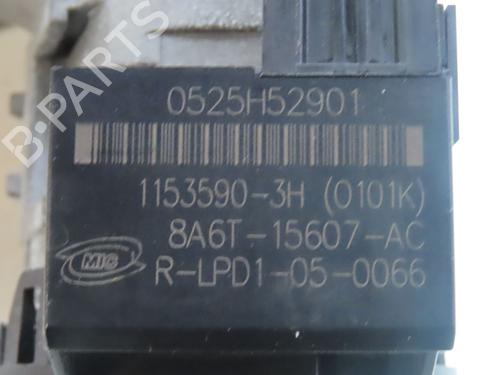 0525H52901
1153590-3H (0101K)
8A6T-15607-AC
MIC
R-LPD1-05-0066
B-PARTS